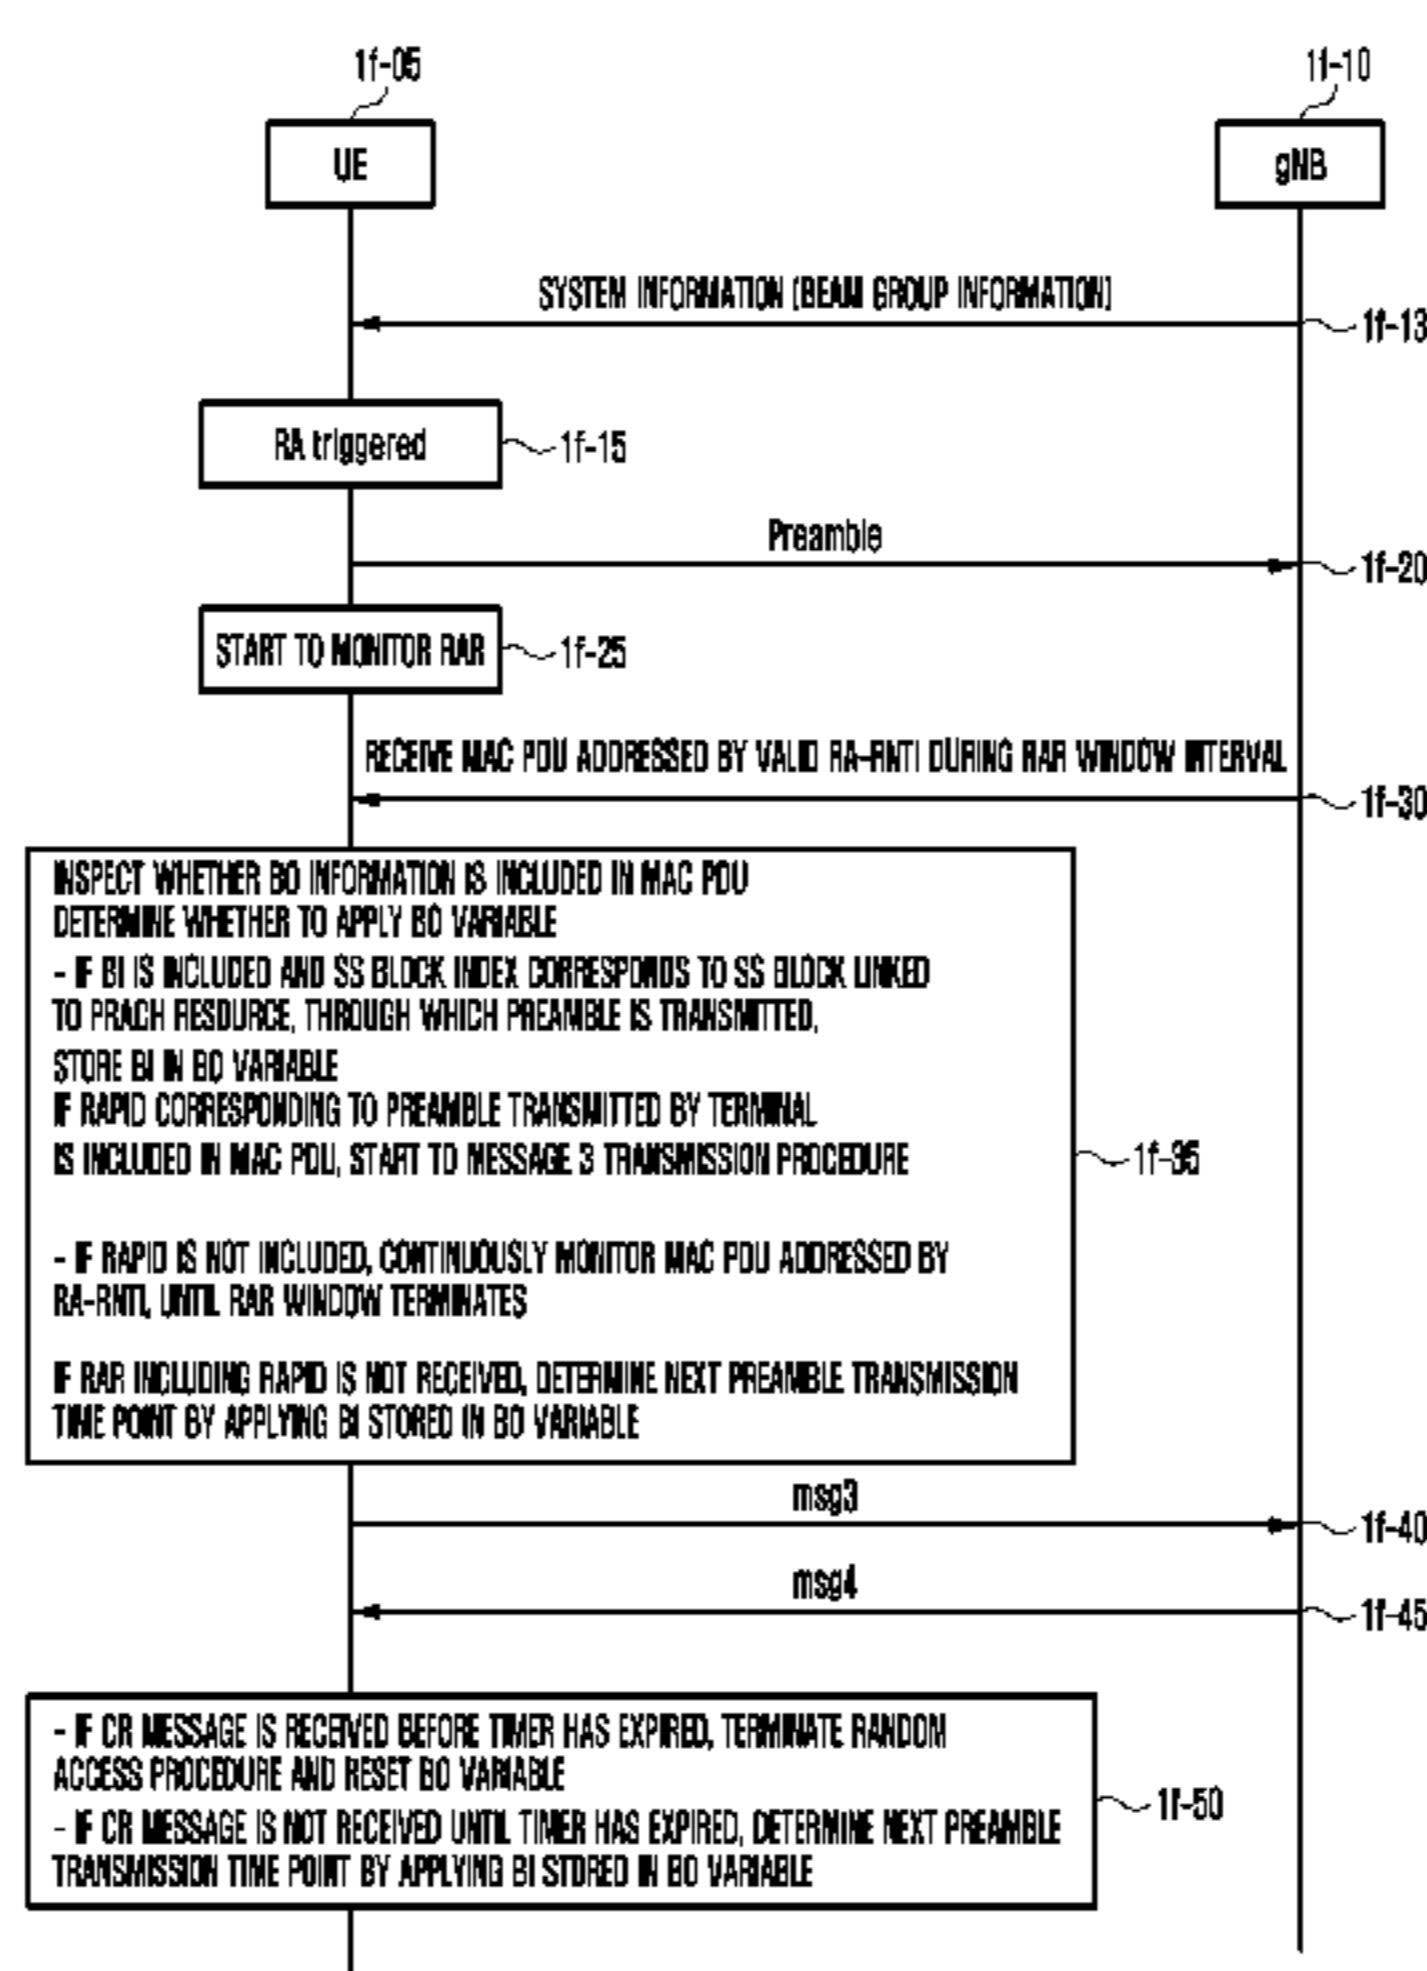 1f-05
1f-10
UE
gNB
SYSTEM INFORMATION (BEAM GROUP INFORMATION)
1f-13
RA triggered
1f-15
Preamble
1f-20
START TO MONITOR RAR
1f-25
RECEIVE MAC PDU ADDRESSED BY VALID RA-RNTI DURING RAR WINDOW INTERVAL
1f-30
INSPECT WHETHER BO INFORMATION IS INCLUDED IN MAC PDU
DETERMINE WHETHER TO APPLY BO VARIABLE
- IF BI IS INCLUDED AND SS BLOCK INDEX CORRESPONDS TO SS BLOCK LINKED
TO PRACH RESOURCE, THROUGH WHICH PREAMBLE IS TRANSMITTED,
STORE BI IN BO VARIABLE
IF RAPID CORRESPONDING TO PREAMBLE TRANSMITTED BY TERMINAL
IS INCLUDED IN MAC PDU, START TO MESSAGE 3 TRANSMISSION PROCEDURE
1f-35
- IF RAPID IS NOT INCLUDED, CONTINUOUSLY MONITOR MAC PDU ADDRESSED BY
RA-RNTI, UNTIL RAR WINDOW TERMINATES
IF RAR INCLUDING RAPID IS NOT RECEIVED, DETERMINE NEXT PREAMBLE TRANSMISSION
TIME POINT BY APPLYING BI STORED IN BO VARIABLE
msg3
1f-40
msg4
1f-45
- IF CR MESSAGE IS RECEIVED BEFORE TIMER HAS EXPIRED, TERMINATE RANDOM
ACCESS PROCEDURE AND RESET BO VARIABLE
- IF CR MESSAGE IS NOT RECEIVED UNTIL TIMER HAS EXPIRED, DETERMINE NEXT PREAMBLE
TRANSMISSION TIME POINT BY APPLYING BI STORED IN BO VARIABLE
1f-50